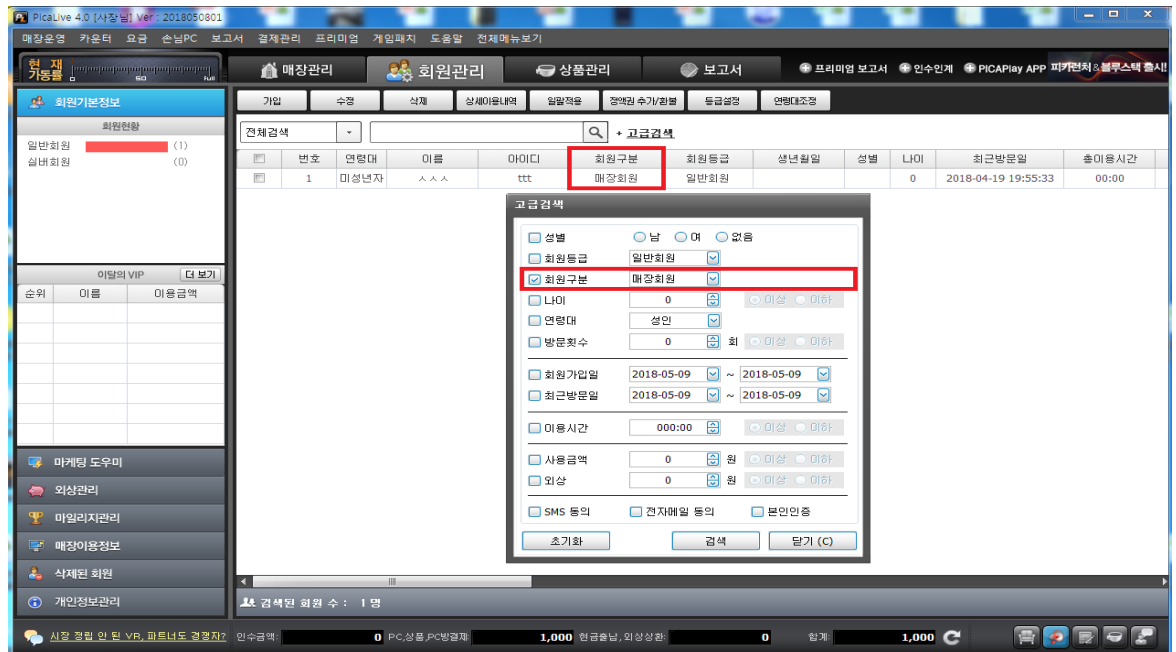 PicaLive 4.0 [사장님] Ver : 2018050801
매장운영 카운터 요금 손님PC 보고서 결제관리 프리미엄 게임패치 도움말 전체메뉴보기
현 재 가동률 0 50 full
매장관리 회원관리 상품관리 보고서 프리미엄 보고서 인수인계 PICAPlay APP 피카런처&블루스택 출시!
회원기본정보
가입 수정 삭제 상세이용내역 일괄적용 정액권 추가/환불 등급설정 연령대조정
회원현황
일반회원 (1)
실버회원 (0)
전체검색 + 고급검색
번호 연령대 이름 아이디 회원구분 회원등급 생년월일 성별 나이 최근방문일 총이용시간
1 미성년자 ㅅㅅㅅ ttt 매장회원 일반회원 0 2018-04-19 19:55:33 00:00
고급검색
성별 남 여 없음
회원등급 일반회원
회원구분 매장회원
나이 0 이상 이하
연령대 성인
방문횟수 0 회 이상 이하
회원가입일 2018-05-09 ~ 2018-05-09
최근방문일 2018-05-09 ~ 2018-05-09
이용시간 000:00 이상 이하
사용금액 0 원 이상 이하
외상 0 원 이상 이하
SMS 동의 전자메일 동의 본인인증
초기화 검색 닫기 (C)
이달의 VIP 더 보기
순위 이름 이용금액
마케팅 도우미
외상관리
마일리지관리
매장이용정보
삭제된 회원
개인정보관리
검색된 회원 수 : 1 명
시장 정립 안 된 VR, 파트너도 경쟁자? 인수금액: 0 PC,상품,PC방결제: 1,000 현금출납,외상상환: 0 합계: 1,000